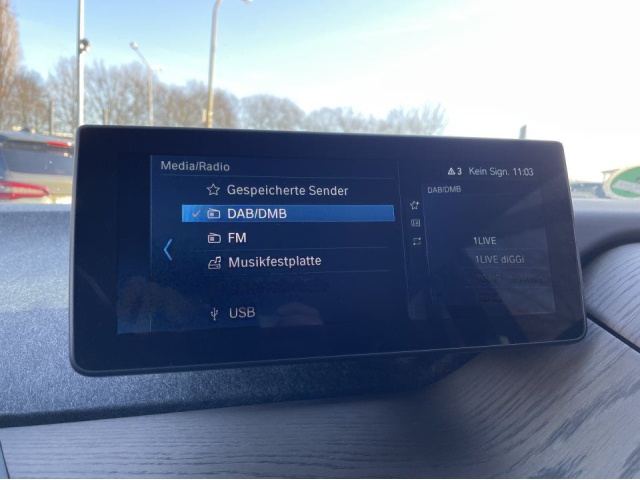 Media/Radio
Gespeicherte Sender
DAB/DMB
FM
Musikfestplatte
USB
3 Kein Sign. 11:03
DAB/DMB
1LIVE
1LIVE diGGi